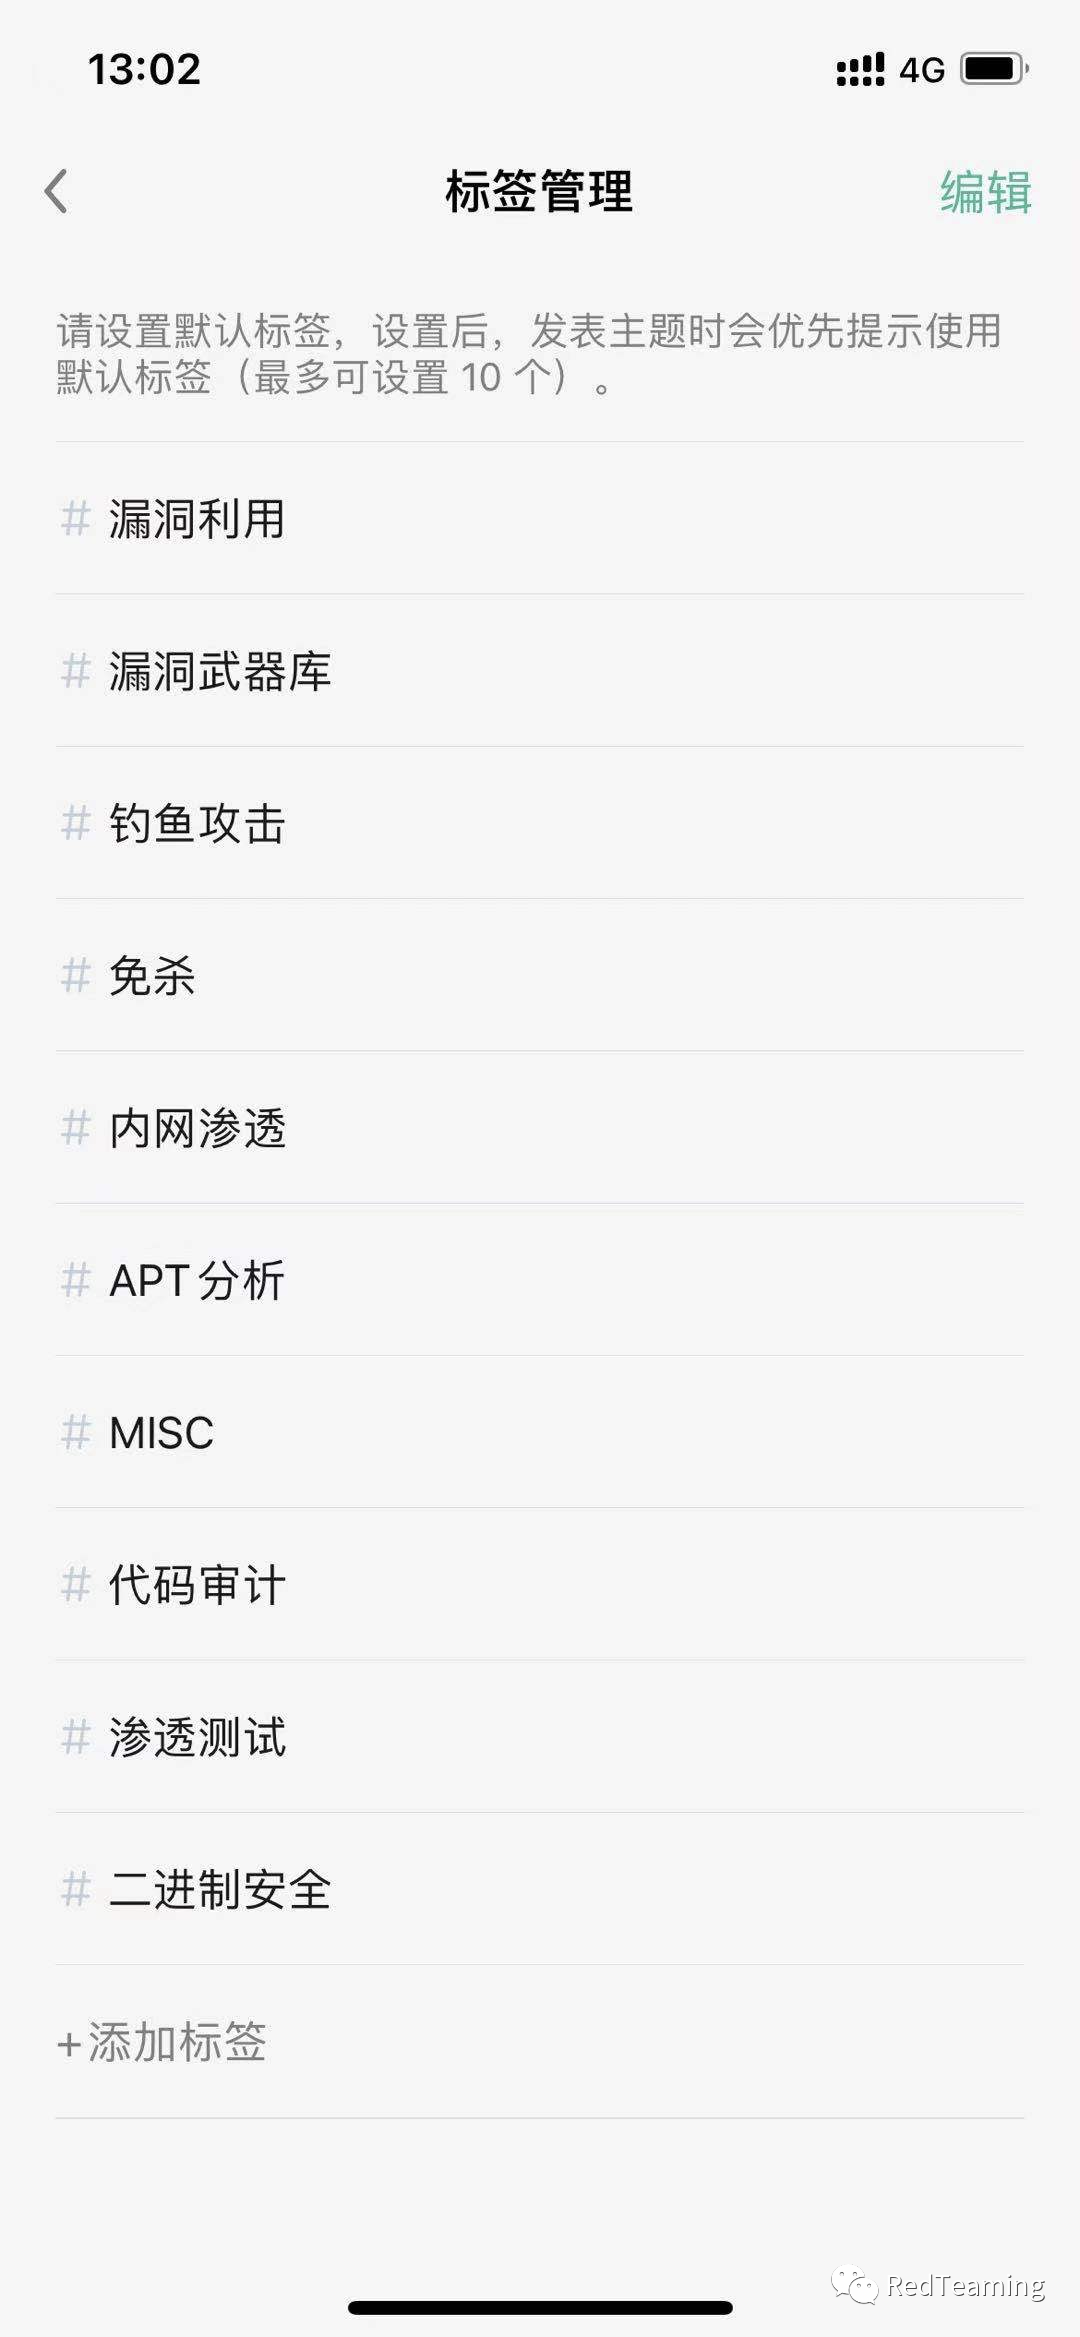 13:02
4G
标签管理
编辑
请设置默认标签，设置后，发表主题时会优先提示使用
默认标签（最多可设置 10 个）。
# 漏洞利用
# 漏洞武器库
# 钓鱼攻击
# 免杀
# 内网渗透
# APT分析
# MISC
# 代码审计
# 渗透测试
# 二进制安全
+添加标签
RedTeaming